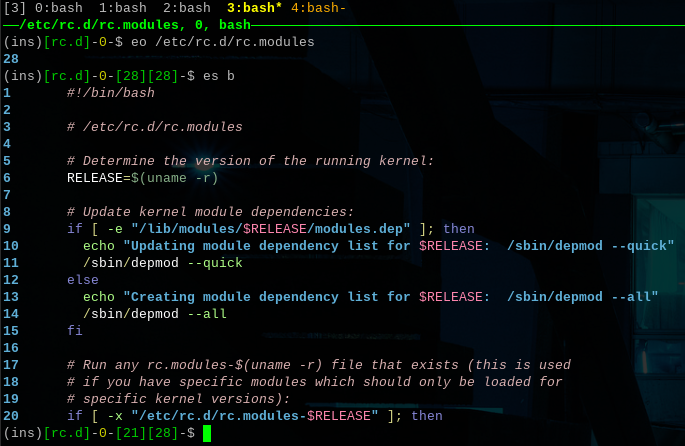 [3] 0:bash  1:bash  2:bash  3:bash* 4:bash-
──/etc/rc.d/rc.modules, 0, bash──
(ins)[rc.d]-0-$ eo /etc/rc.d/rc.modules
28
(ins)[rc.d]-0-[28][28]-$ es b
1       #!/bin/bash
2
3       # /etc/rc.d/rc.modules
4
5       # Determine the version of the running kernel:
6       RELEASE=$(uname -r)
7
8       # Update kernel module dependencies:
9       if [ -e "/lib/modules/$RELEASE/modules.dep" ]; then
10        echo "Updating module dependency list for $RELEASE:  /sbin/depmod --quick"
11        /sbin/depmod --quick
12      else
13        echo "Creating module dependency list for $RELEASE:  /sbin/depmod --all"
14        /sbin/depmod --all
15      fi
16
17      # Run any rc.modules-$(uname -r) file that exists (this is used
18      # if you have specific modules which should only be loaded for
19      # specific kernel versions):
20      if [ -x "/etc/rc.d/rc.modules-$RELEASE" ]; then
(ins)[rc.d]-0-[21][28]-$